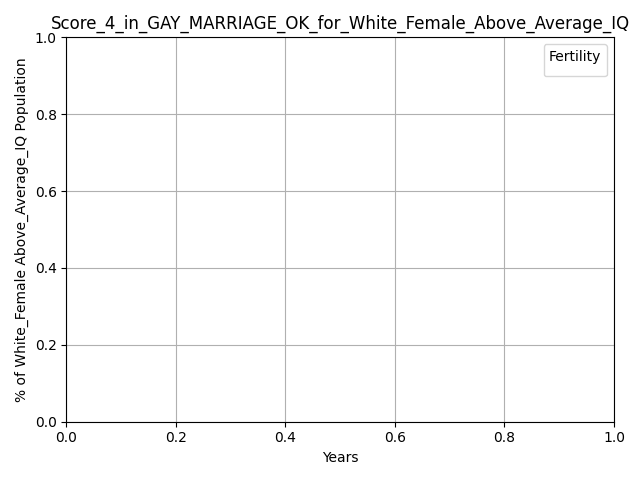 Score_4_in_GAY_MARRIAGE_OK_for_White_Female_Above_Average_IQ
Fertility
% of White_Female Above_Average_IQ Population
1.0
0.8
0.6
0.4
0.2
0.0
0.0 0.2 0.4 0.6 0.8 1.0
Years